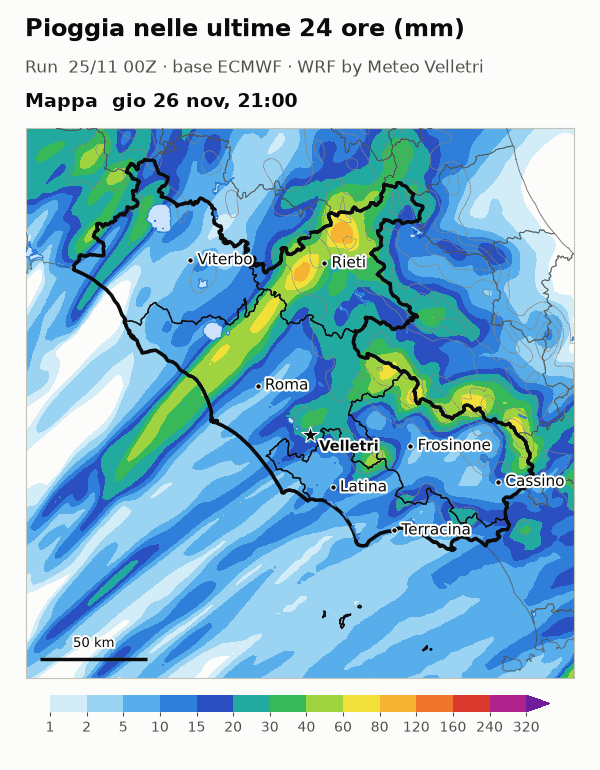 Pioggia nelle ultime 24 ore (mm)
Run  25/11 00Z · base ECMWF · WRF by Meteo Velletri
Mappa  gio 26 nov, 21:00
Viterbo
Rieti
Roma
Velletri
Frosinone
Latina
Cassino
Terracina
50 km
1 2 5 10 15 20 30 40 60 80 120 160 240 320